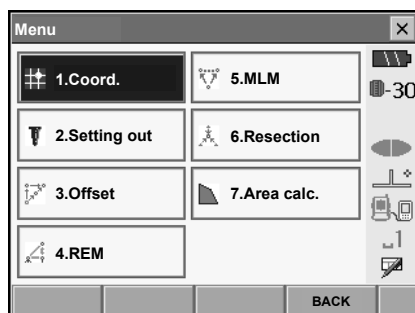 Menu
1.Coord.
5.MLM
2.Setting out
6.Resection
3.Offset
7.Area calc.
4.REM
BACK
-30
1